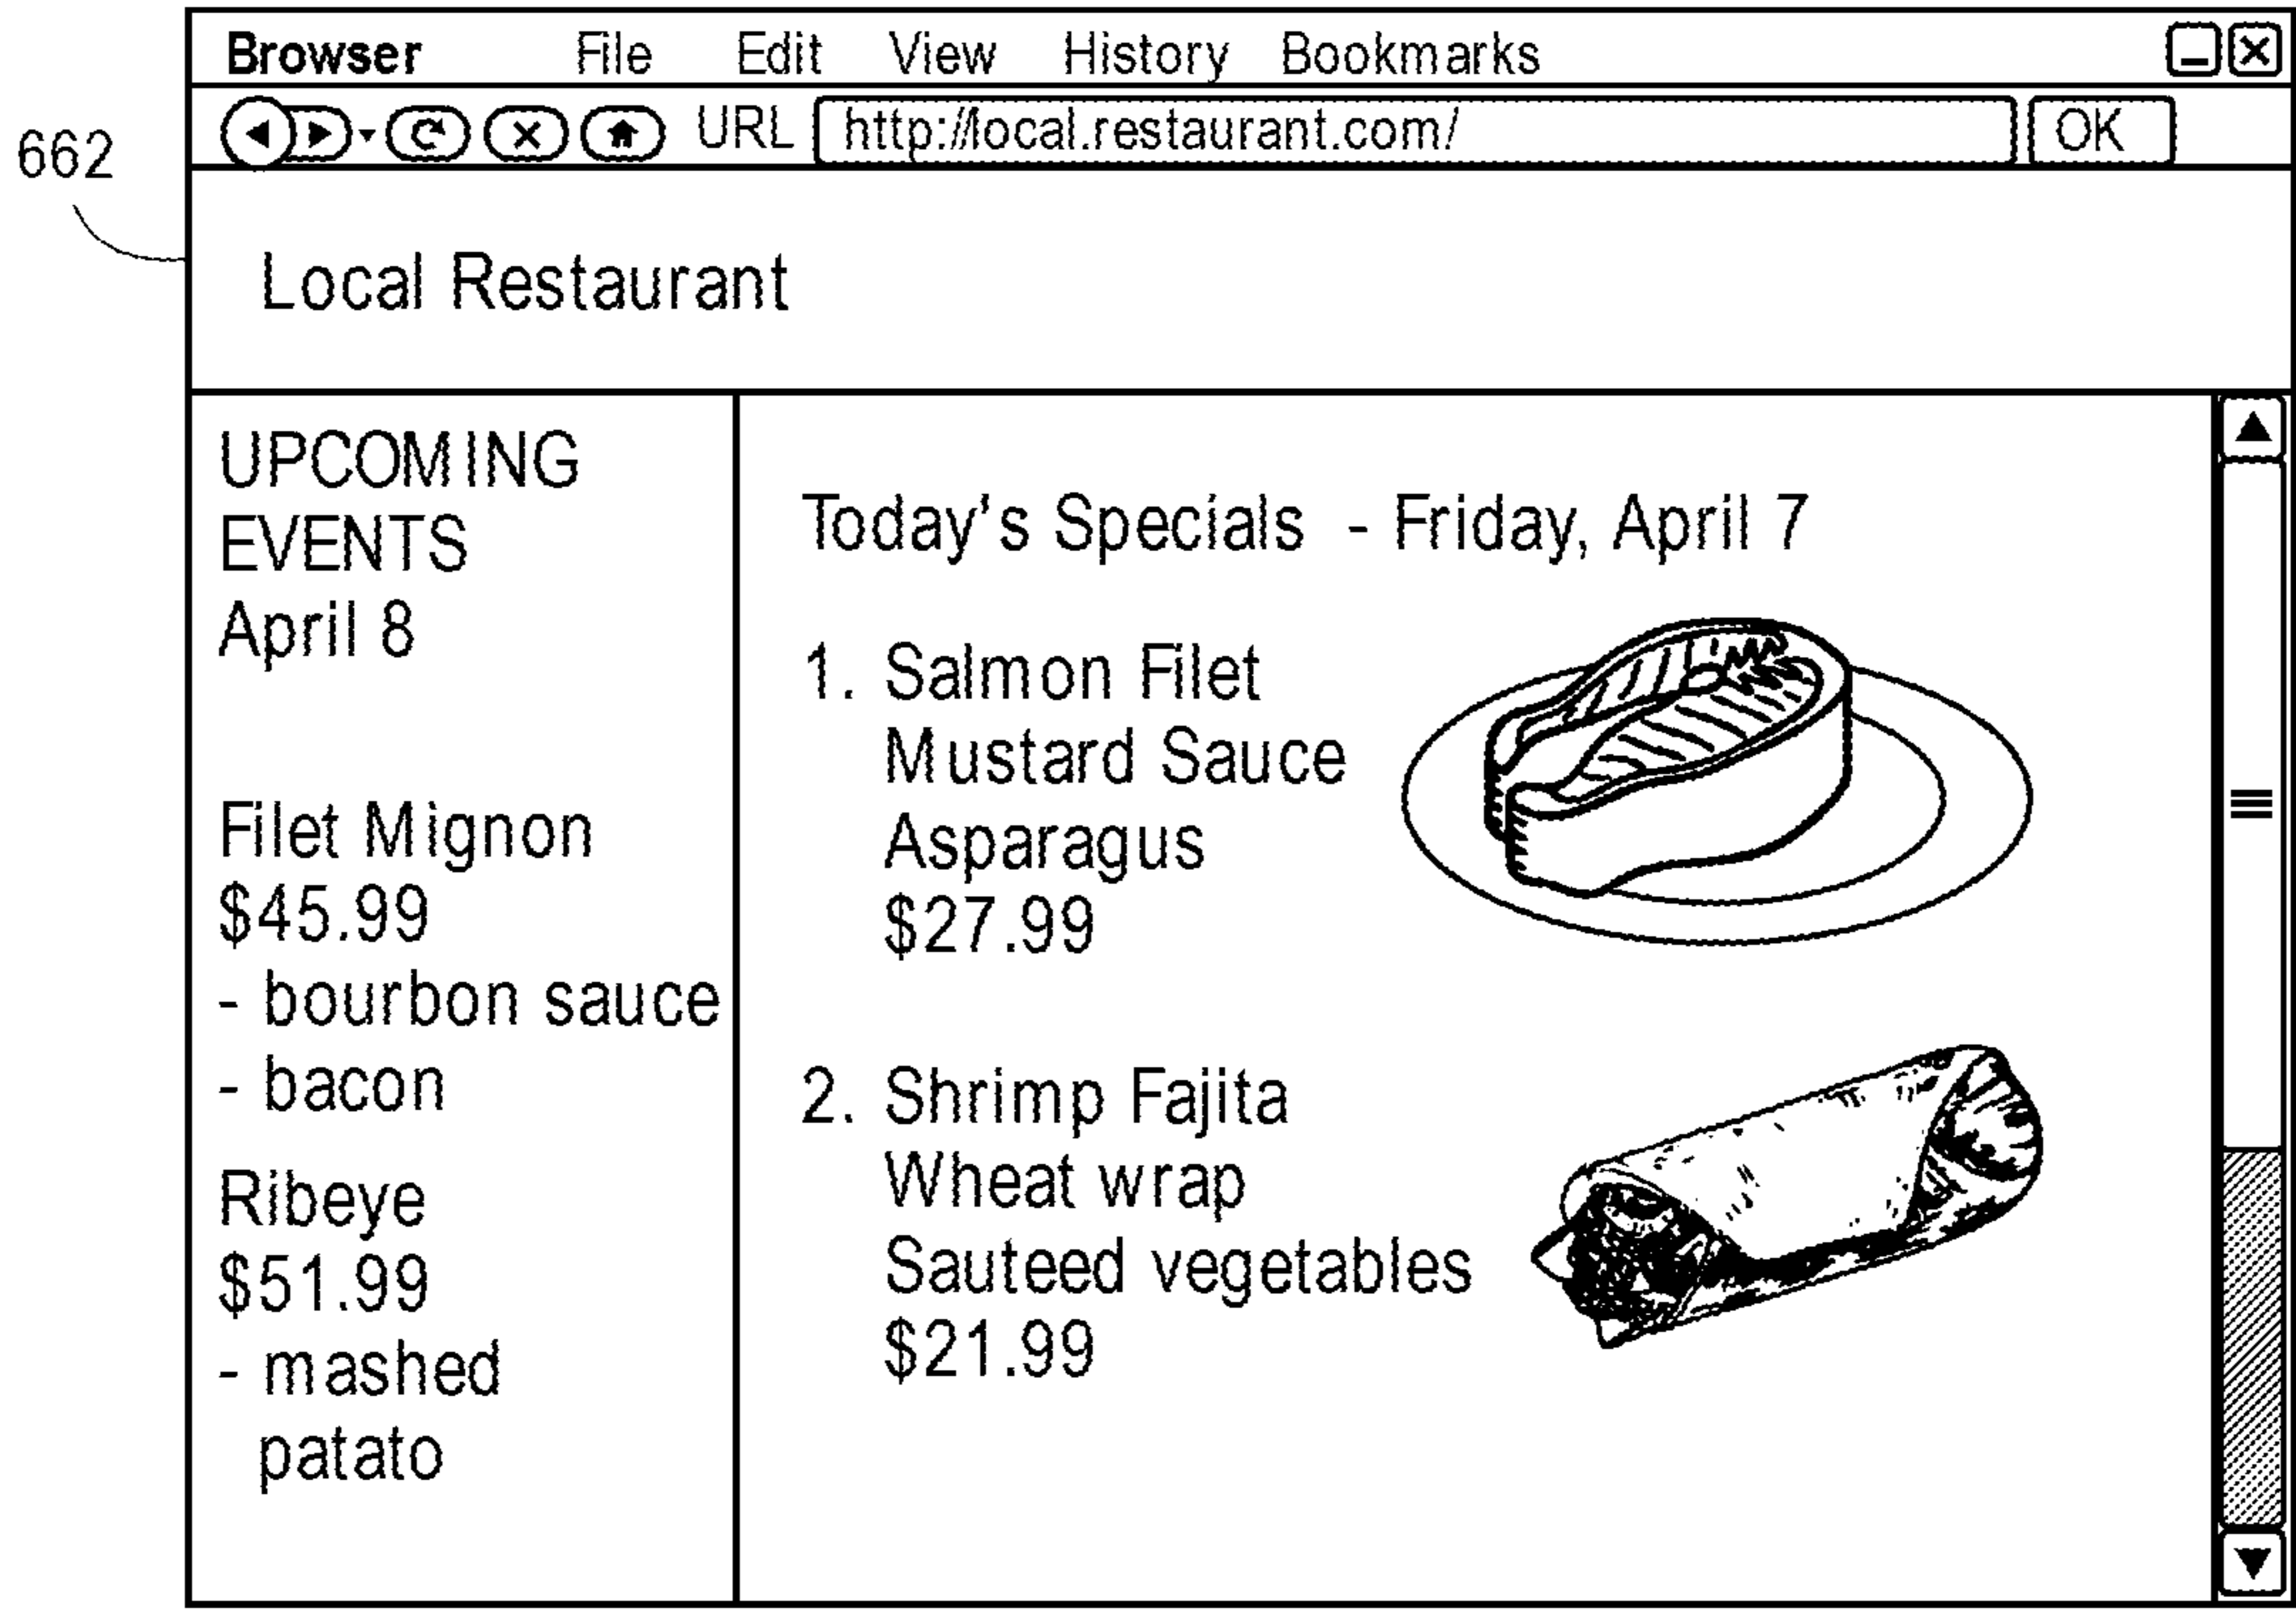 Browser File Edit View History Bookmarks
URL http://local.restaurant.com/ OK
662
Local Restaurant
UPCOMING
EVENTS
April 8
Filet Mignon
$45.99
- bourbon sauce
- bacon
Ribeye
$51.99
- mashed
patato
Today's Specials - Friday, April 7
1. Salmon Filet
Mustard Sauce
Asparagus
$27.99
2. Shrimp Fajita
Wheat wrap
Sauteed vegetables
$21.99